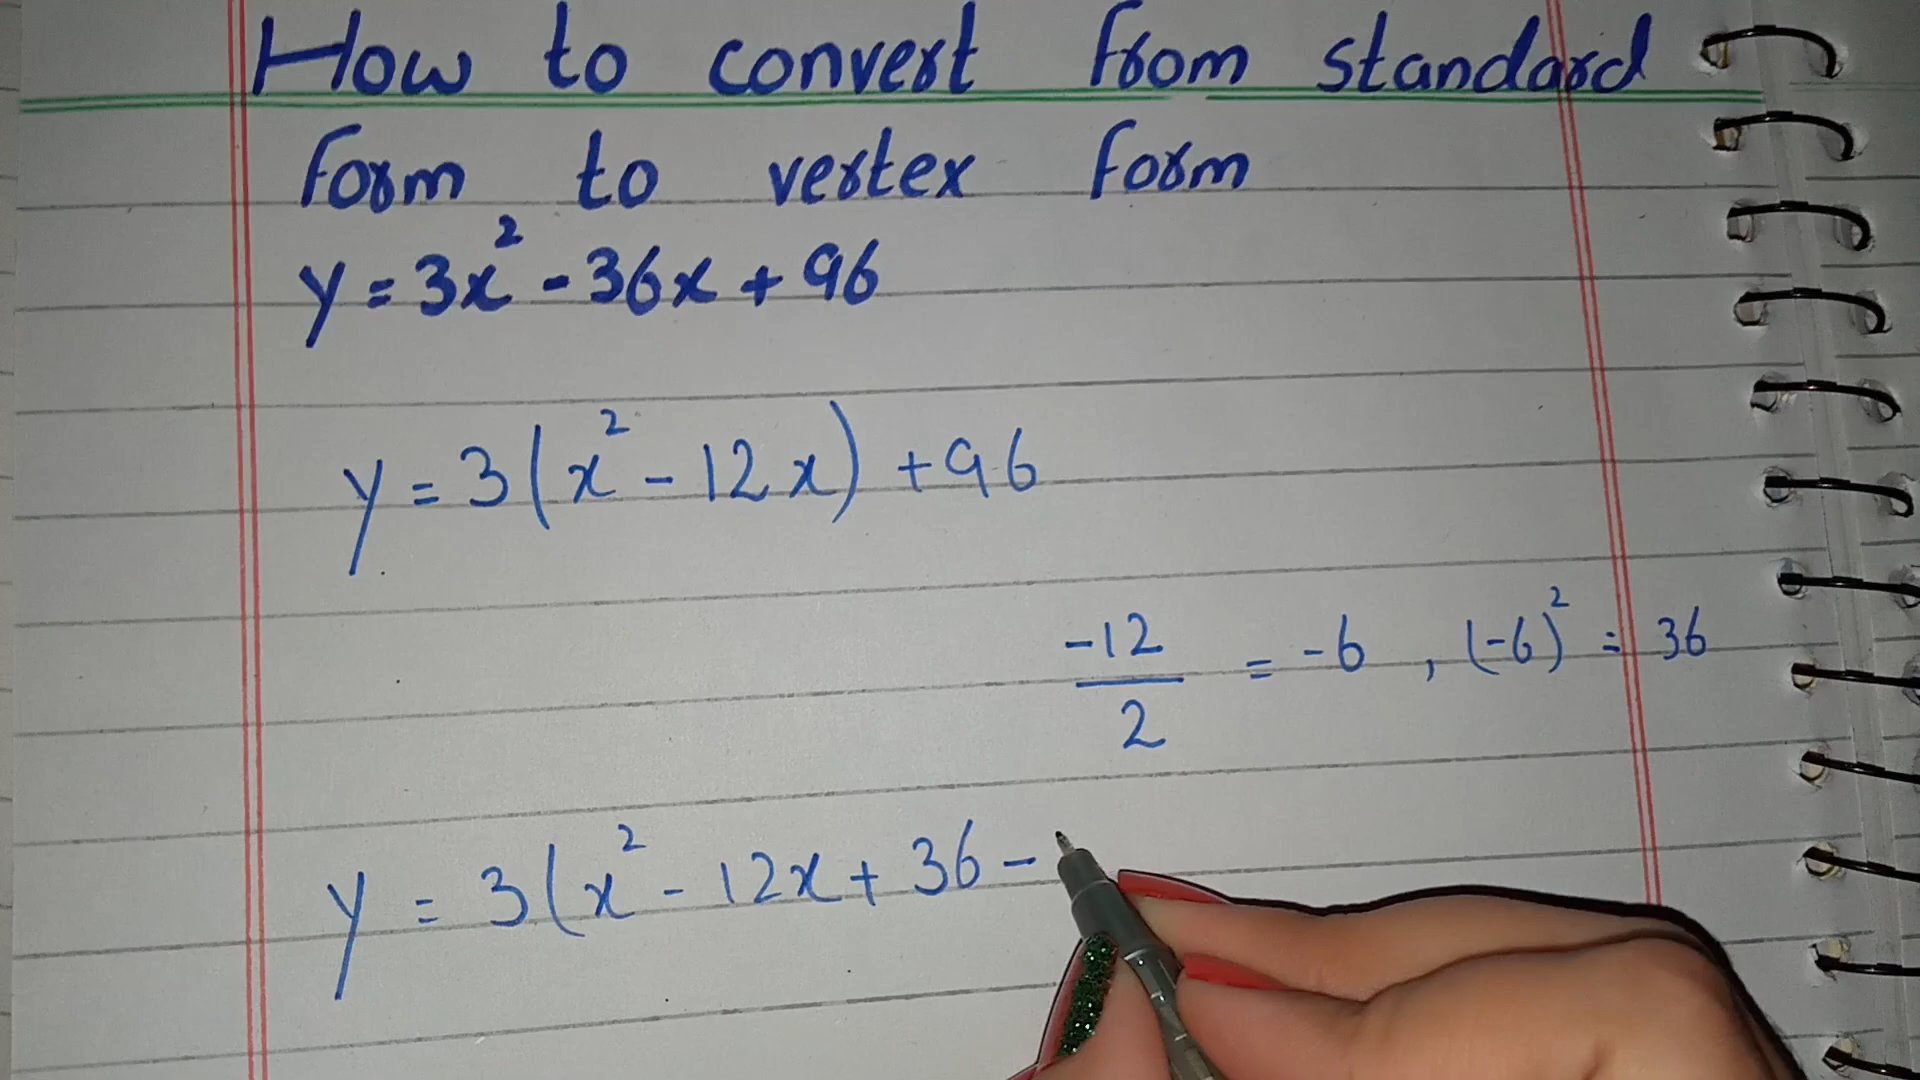 How to convert from standard
form to vertex form
y = 3x² - 36x + 96
y = 3(x² - 12x) + 96
-12/2 = -6 , (-6)² = 36
y = 3(x² - 12x + 36 -